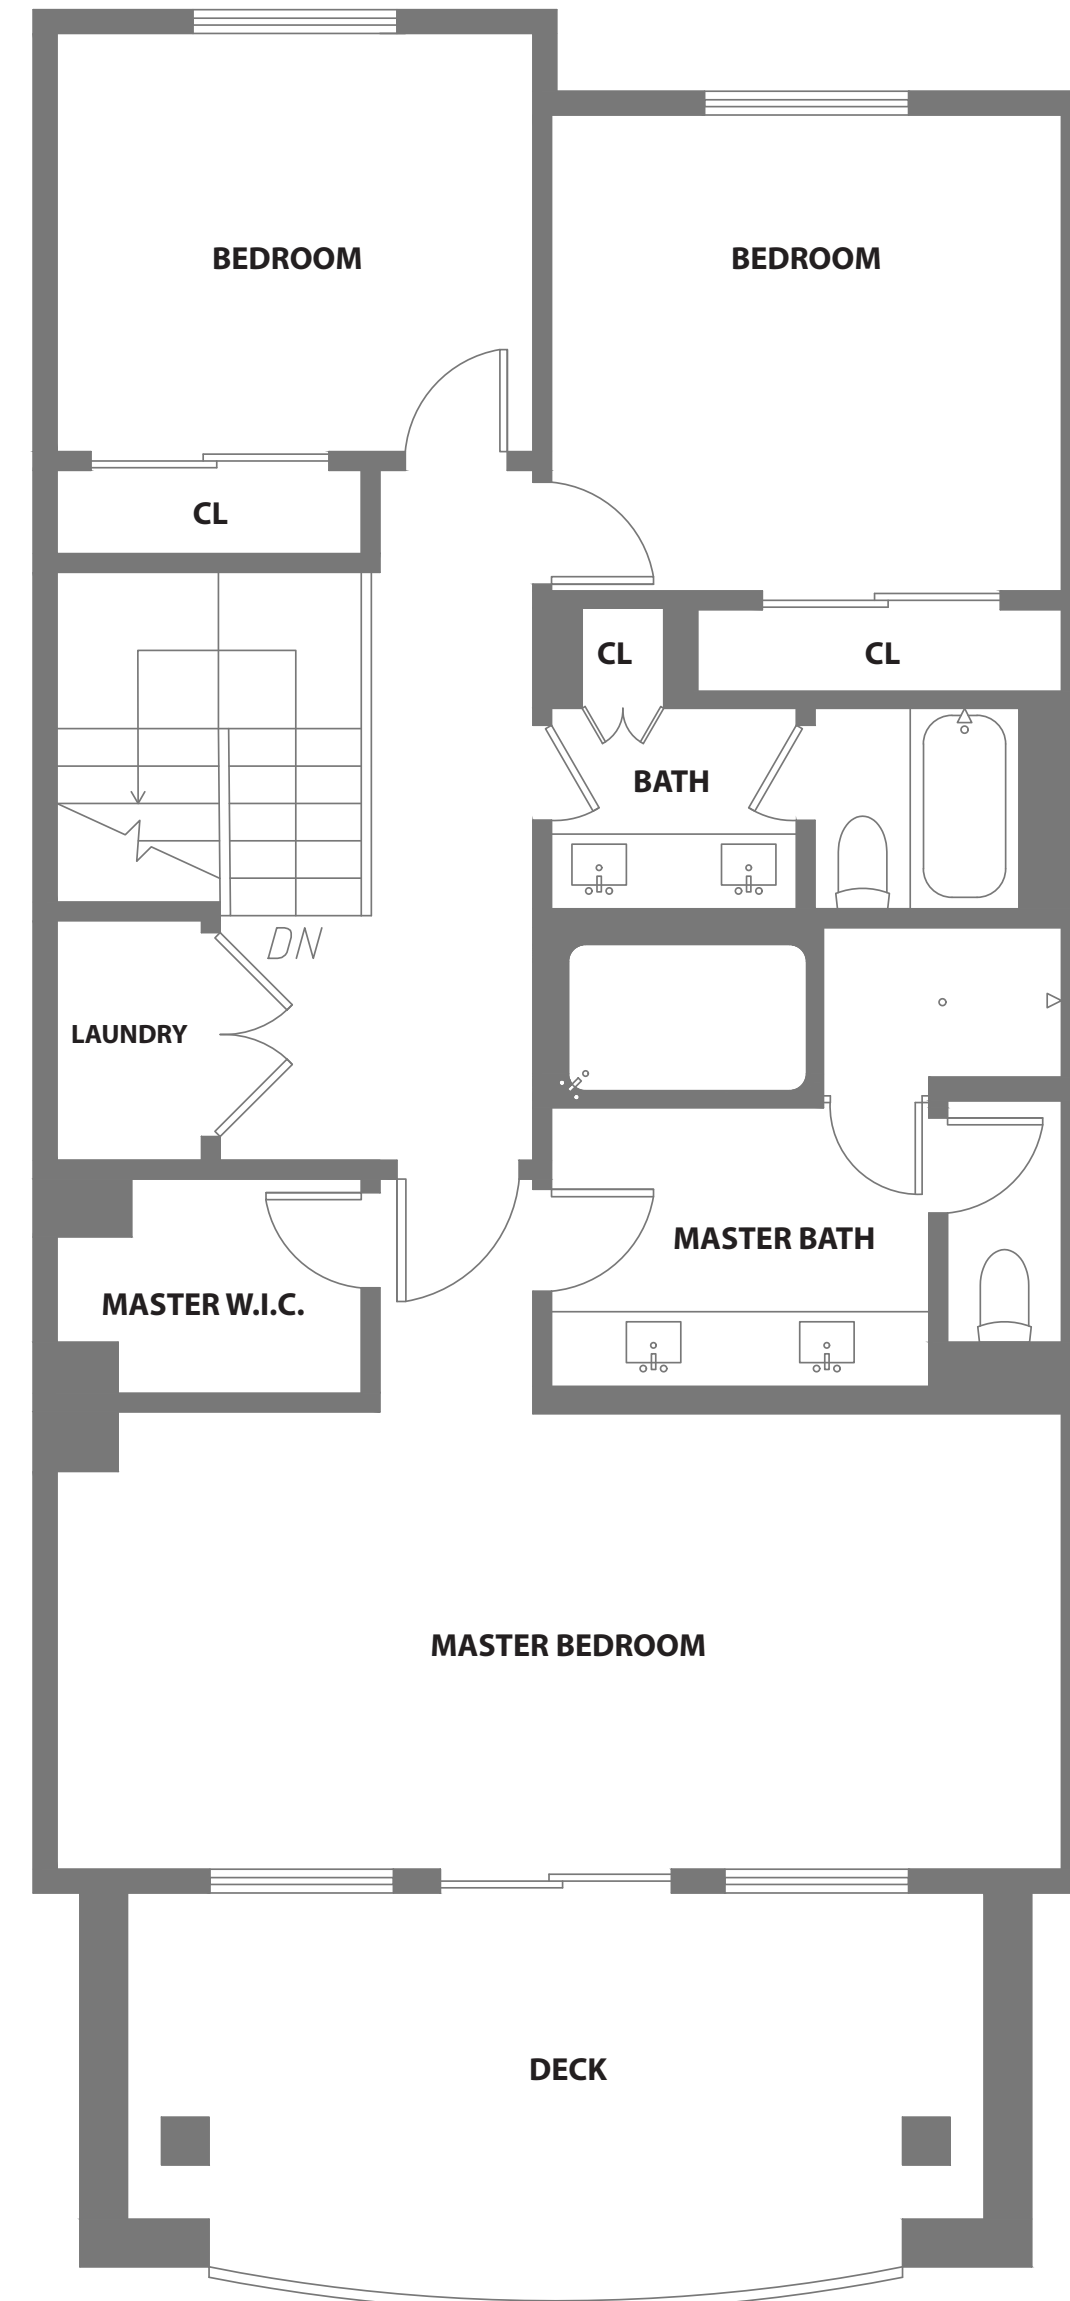 BEDROOM
BEDROOM
CL
CL
CL
BATH
DN
LAUNDRY
MASTER BATH
MASTER W.I.C.
MASTER BEDROOM
DECK